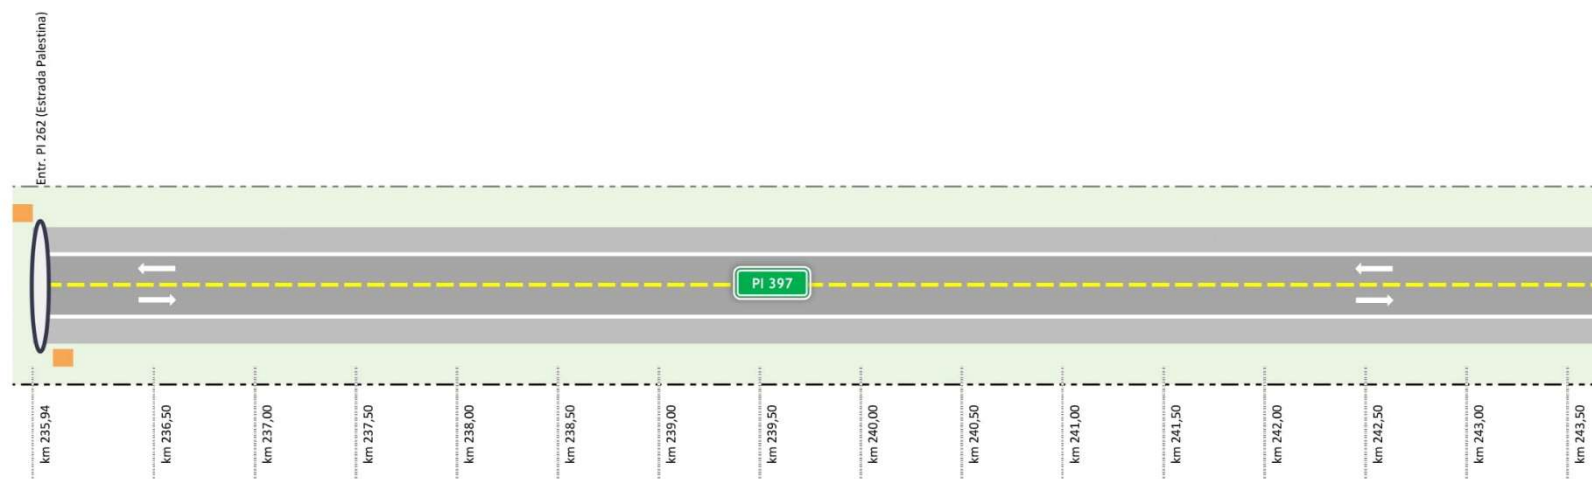 Entr. PI 262 (Estrada Palestina)
PI 397
km 235,94
km 236,50
km 237,00
km 237,50
km 238,00
km 238,50
km 239,00
km 239,50
km 240,00
km 240,50
km 241,00
km 241,50
km 242,00
km 242,50
km 243,00
km 243,50